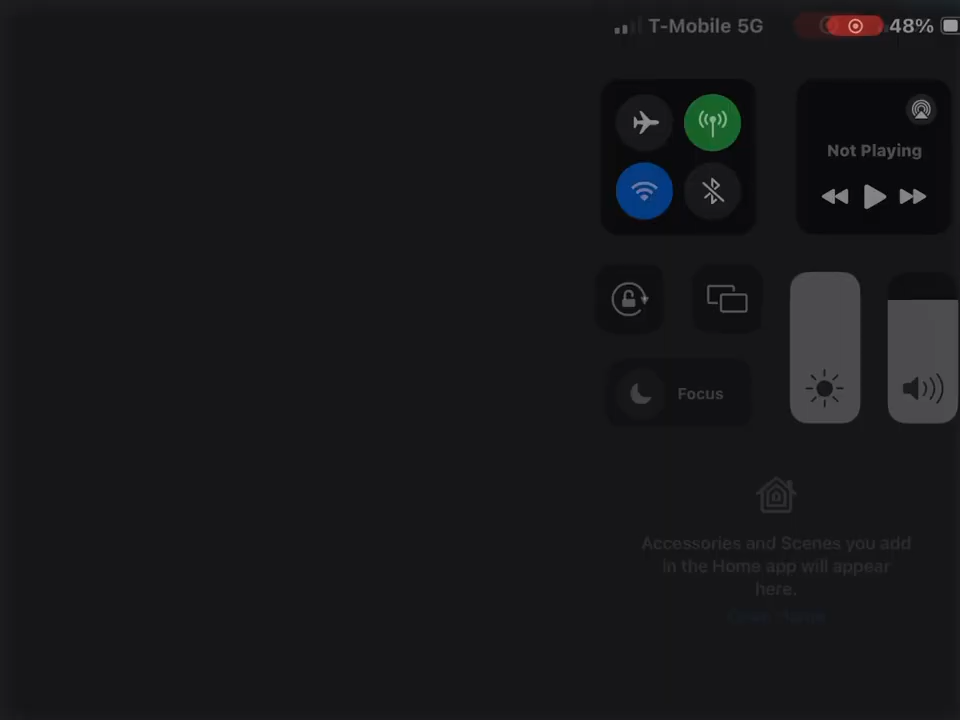 T-Mobile 5G
48%
Not Playing
Focus
Accessories and Scenes you add
in the Home app will appear
here.